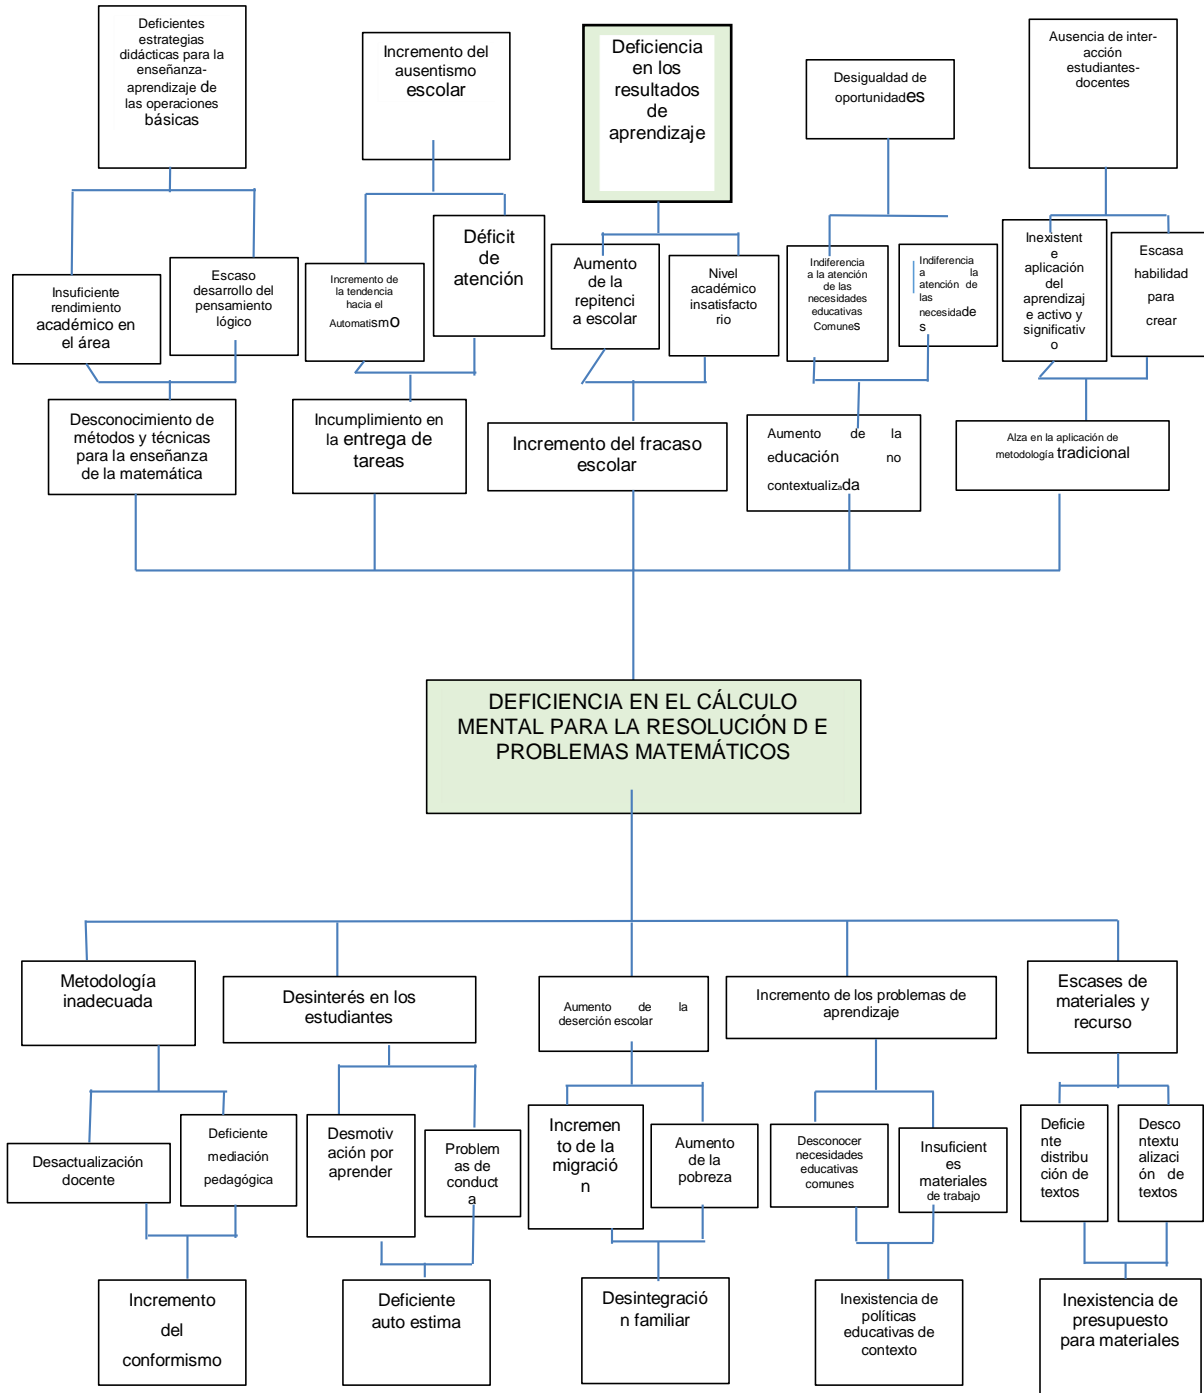 Deficientes
estrategias
didácticas para la
enseñanza-
aprendizaje de
las operaciones
básicas
Incremento del
ausentismo
escolar
Deficiencia
en los
resultados
de
aprendizaje
Desigualdad de
oportunidades
Ausencia de inter-
acción
estudiantes-
docentes
Insuficiente
rendimiento
académico en
el área
Escaso
desarrollo del
pensamiento
lógico
Incremento de
la tendencia
hacia el
Automatismo
Déficit
de
atención
Aumento
de la
repitenci
a escolar
Nivel
académico
insatisfacto
rio
Indiferencia
a la atención
de las
necesidades
educativas
Comunes
Indiferencia
a la
atención de
las
necesidade
s
Inexistent
e
aplicación
del
aprendizaj
e activo y
significativ
o
Escasa
habilidad
para
crear
Desconocimiento de
métodos y técnicas
para la enseñanza
de la matemática
Incumplimiento en
la entrega de
tareas
Incremento del fracaso
escolar
Aumento de la
educación no
contextualizada
Alza en la aplicación de
metodología tradicional
DEFICIENCIA EN EL CÁLCULO
MENTAL PARA LA RESOLUCIÓN D E
PROBLEMAS MATEMÁTICOS
Metodología
inadecuada
Desinterés en los
estudiantes
Aumento de la
deserción escolar
Incremento de los problemas de
aprendizaje
Escases de
materiales y
recurso
Desactualización
docente
Deficiente
mediación
pedagógica
Desmotiv
ación por
aprender
Problem
as de
conduct
a
Incremen
to de la
migració
n
Aumento
de la
pobreza
Desconocer
necesidades
educativas
comunes
Insuficient
es
materiales
de trabajo
Deficie
nte
distribu
ción de
textos
Desco
ntextu
alizaci
ón de
textos
Incremento
del
conformismo
Deficiente
auto estima
Desintegració
n familiar
Inexistencia de
políticas
educativas de
contexto
Inexistencia de
presupuesto
para materiales